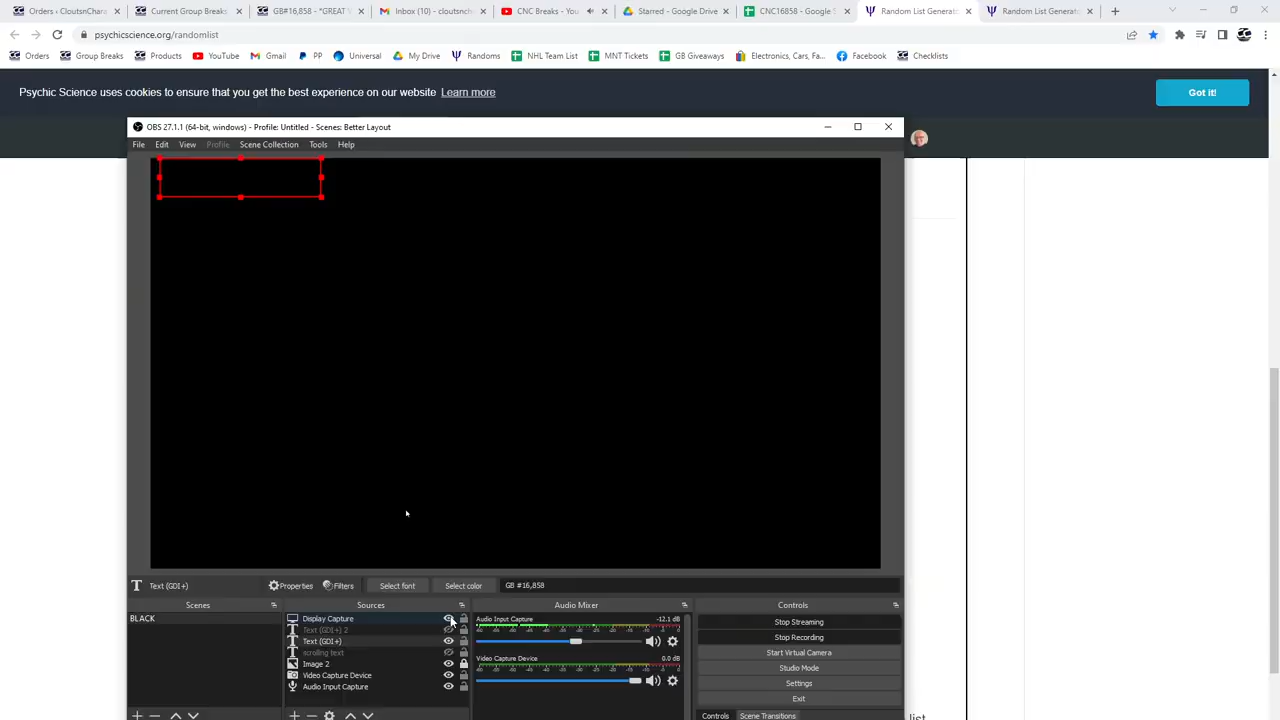 Orders ‹ CloutsnChara
Current Group Breaks
GB#16,858 - *GREAT V
Inbox (10) - cloutsnch
CNC Breaks - You
Starred - Google Drive
CNC16858 - Google S
Random List Generato
Random List Generato
psychicscience.org/randomlist
Orders
Group Breaks
Products
YouTube
Gmail
PP
Universal
My Drive
Randoms
NHL Team List
MNT Tickets
GB Giveaways
Electronics, Cars, Fa...
Facebook
Checklists
Psychic Science uses cookies to ensure that you get the best experience on our website Learn more
Got it!
OBS 27.1.1 (64-bit, windows) - Profile: Untitled - Scenes: Better Layout
File Edit View Profile Scene Collection Tools Help
Text (GDI+)
Properties
Filters
Select font
Select color
GB #16,858
Scenes
Sources
Audio Mixer
Controls
BLACK
Display Capture
Text (GDI+) 2
Text (GDI+)
scrolling text
Image 2
Video Capture Device
Audio Input Capture
Audio Input Capture -12.1 dB
Video Capture Device 0.0 dB
Stop Streaming
Stop Recording
Start Virtual Camera
Studio Mode
Settings
Exit
Controls
Scene Transitions
list